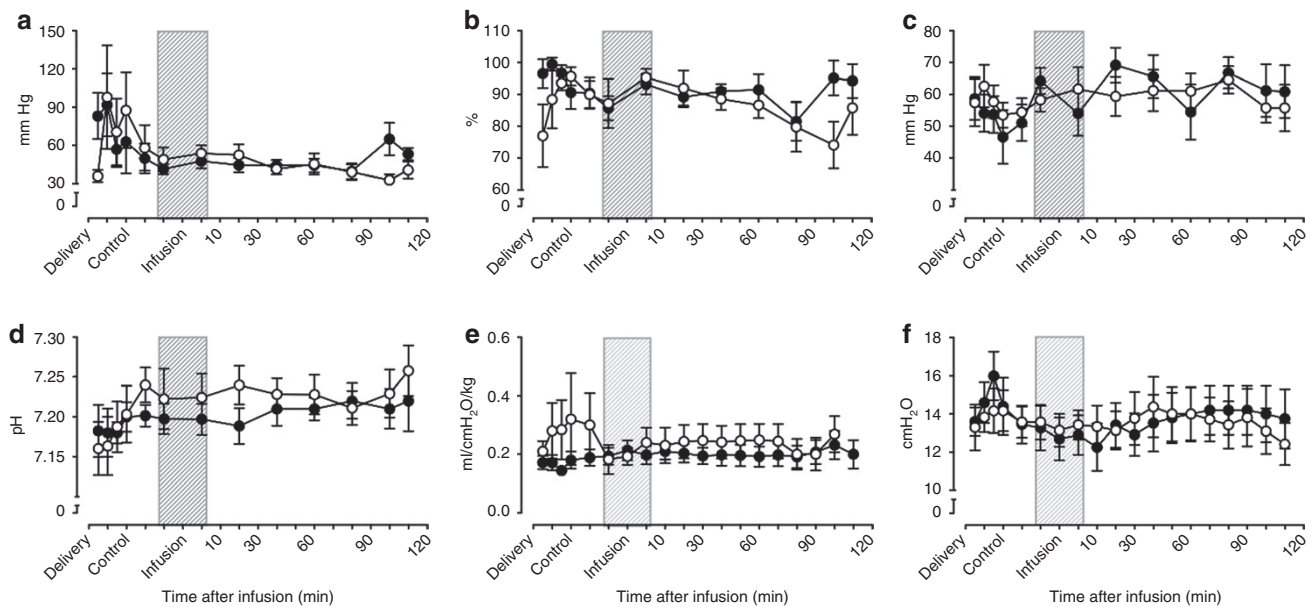 a
150
120
90
60
30
0
mm Hg
Delivery
Control
Infusion
10
30
60
90
120
b
110
100
90
80
70
60
0
%
Delivery
Control
Infusion
10
30
60
90
120
c
80
70
60
50
40
0
mm Hg
Delivery
Control
Infusion
10
30
60
90
120
d
7.30
7.25
7.20
7.15
0
pH
Delivery
Control
Infusion
10
30
60
90
120
Time after infusion (min)
e
0.6
0.4
0.2
0.0
ml/cmH₂O/kg
Delivery
Control
Infusion
10
30
60
90
120
Time after infusion (min)
f
18
16
14
12
10
0
cmH₂O
Delivery
Control
Infusion
10
30
60
90
120
Time after infusion (min)